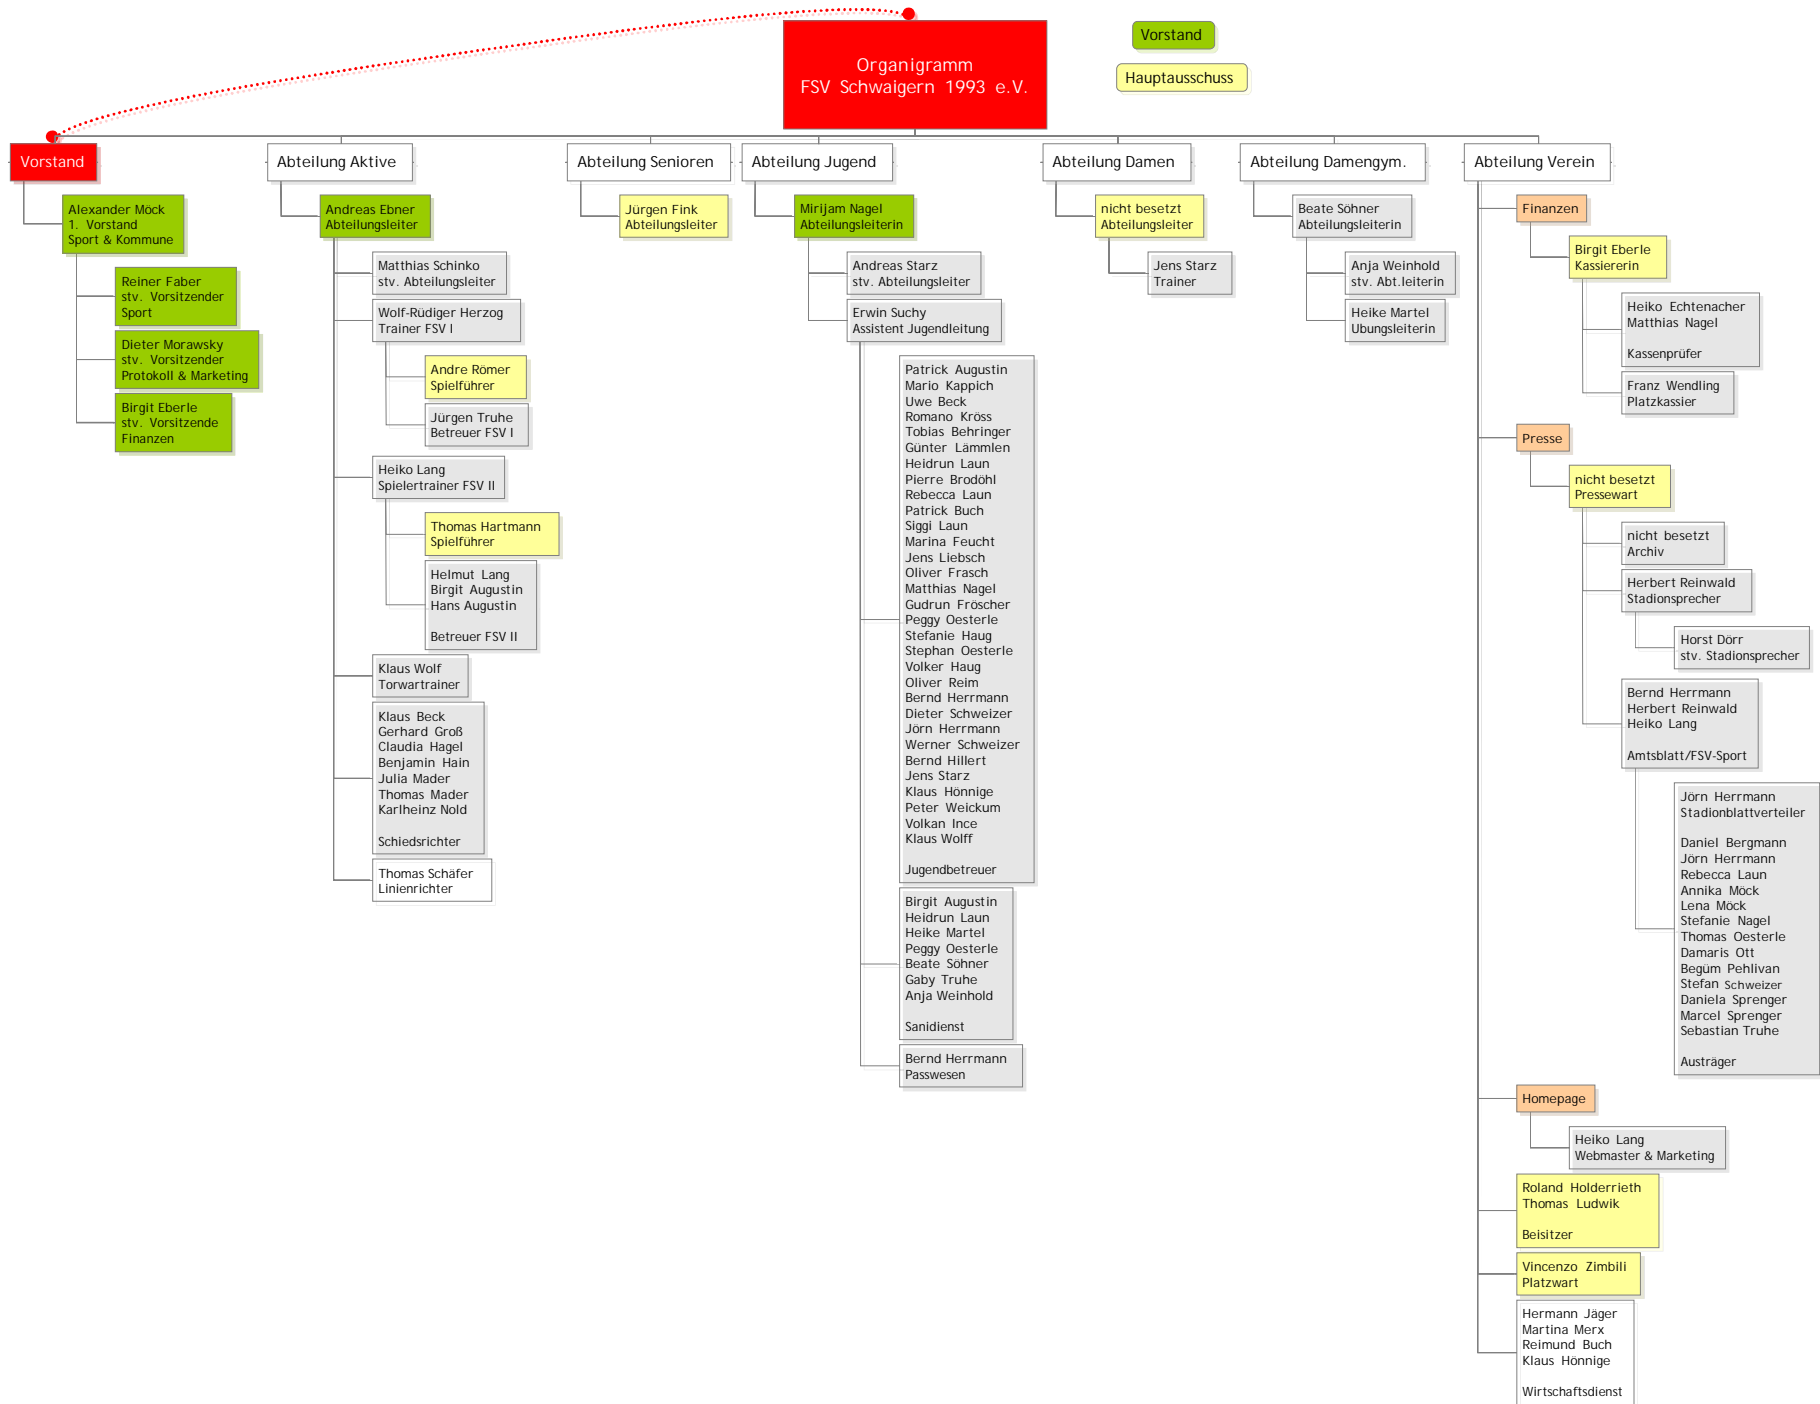 Organigramm
FSV Schwaigern 1993 e.V.
Vorstand
Hauptausschuss
Vorstand
Alexander Möck
1. Vorstand
Sport & Kommune
Reiner Faber
stv. Vorsitzender
Sport
Dieter Morawsky
stv. Vorsitzender
Protokoll & Marketing
Birgit Eberle
stv. Vorsitzende
Finanzen
Abteilung Aktive
Andreas Ebner
Abteilungsleiter
Matthias Schinko
stv. Abteilungsleiter
Wolf-Rüdiger Herzog
Trainer FSV I
Andre Römer
Spielführer
Jürgen Truhe
Betreuer FSV I
Heiko Lang
Spielertrainer FSV II
Thomas Hartmann
Spielführer
Helmut Lang
Birgit Augustin
Hans Augustin
Betreuer FSV II
Klaus Wolf
Torwartrainer
Klaus Beck
Gerhard Groß
Claudia Hagel
Benjamin Hain
Julia Mader
Thomas Mader
Karlheinz Nold
Schiedsrichter
Thomas Schäfer
Linienrichter
Abteilung Senioren
Jürgen Fink
Abteilungsleiter
Abteilung Jugend
Mirijam Nagel
Abteilungsleiterin
Andreas Starz
stv. Abteilungsleiter
Erwin Suchy
Assistent Jugendleitung
Patrick Augustin
Mario Kappich
Uwe Beck
Romano Kröss
Tobias Behringer
Günter Lämmlen
Heidrun Laun
Pierre Brodöhl
Rebecca Laun
Patrick Buch
Siggi Laun
Marina Feucht
Jens Liebsch
Oliver Frasch
Matthias Nagel
Gudrun Fröscher
Peggy Oesterle
Stefanie Haug
Stephan Oesterle
Volker Haug
Oliver Reim
Bernd Herrmann
Dieter Schweizer
Jörn Herrmann
Werner Schweizer
Bernd Hillert
Jens Starz
Klaus Hönnige
Peter Weickum
Volkan Ince
Klaus Wolff
Jugendbetreuer
Birgit Augustin
Heidrun Laun
Heike Martel
Peggy Oesterle
Beate Söhner
Gaby Truhe
Anja Weinhold
Sanidienst
Bernd Herrmann
Passwesen
Abteilung Damen
nicht besetzt
Abteilungsleiter
Jens Starz
Trainer
Abteilung Damengym.
Beate Söhner
Abteilungsleiterin
Anja Weinhold
stv. Abt.leiterin
Heike Martel
Übungsleiterin
Abteilung Verein
Finanzen
Birgit Eberle
Kassiererin
Heiko Echtenacher
Matthias Nagel
Kassenprüfer
Franz Wendling
Platzkassier
Presse
nicht besetzt
Pressewart
nicht besetzt
Archiv
Herbert Reinwald
Stadionsprecher
Horst Dörr
stv. Stadionsprecher
Bernd Herrmann
Herbert Reinwald
Heiko Lang
Amtsblatt/FSV-Sport
Jörn Herrmann
Stadionblattverteiler
Daniel Bergmann
Jörn Herrmann
Rebecca Laun
Annika Möck
Lena Möck
Stefanie Nagel
Thomas Oesterle
Damaris Ott
Begüm Pehlivan
Stefan Schweizer
Daniela Sprenger
Marcel Sprenger
Sebastian Truhe
Austräger
Homepage
Heiko Lang
Webmaster & Marketing
Roland Holderrieth
Thomas Ludwik
Beisitzer
Vincenzo Zimbili
Platzwart
Hermann Jäger
Martina Merx
Reimund Buch
Klaus Hönnige
Wirtschaftsdienst